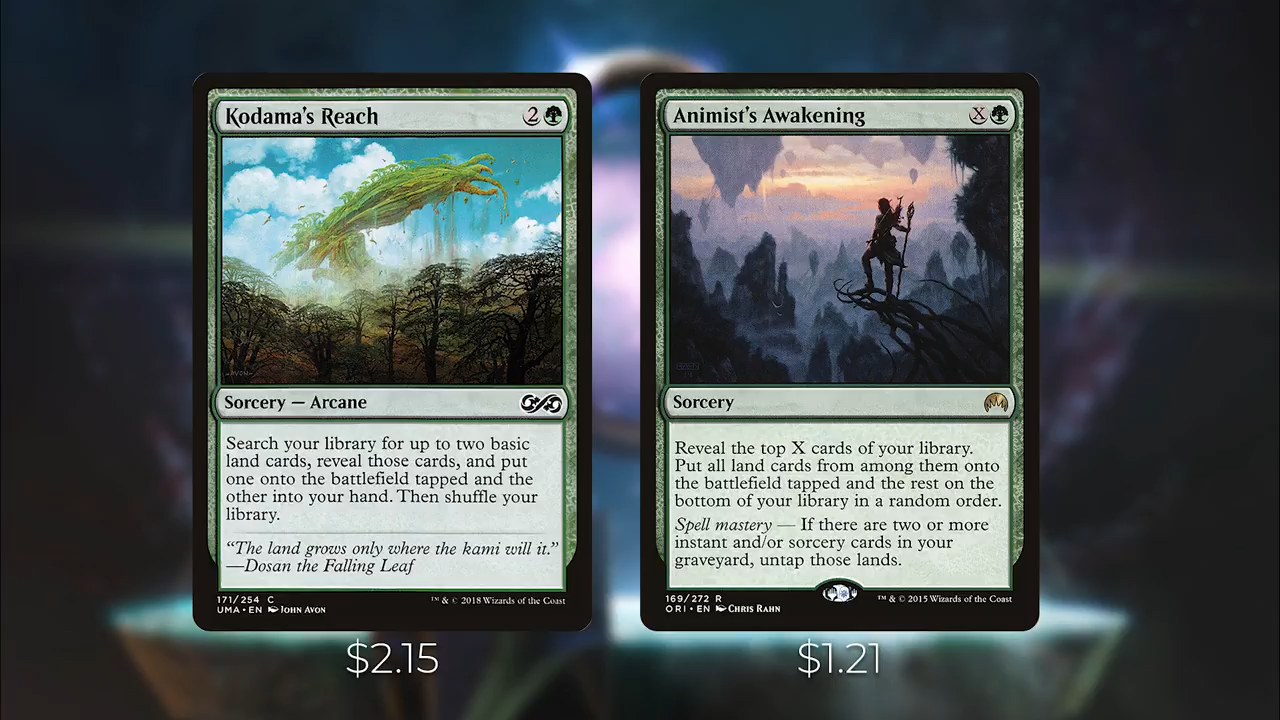 Kodama's Reach
2
Sorcery — Arcane
Search your library for up to two basic
land cards, reveal those cards, and put
one onto the battlefield tapped and the
other into your hand. Then shuffle your
library.
“The land grows only where the kami will it.”
—Dosan the Falling Leaf
171/254 C
UMA • EN JOHN AVON
™ & © 2018 Wizards of the Coast
$2.15
Animist's Awakening
X
Sorcery
Reveal the top X cards of your library.
Put all land cards from among them onto
the battlefield tapped and the rest on the
bottom of your library in a random order.
Spell mastery — If there are two or more
instant and/or sorcery cards in your
graveyard, untap those lands.
169/272 R
ORI • EN CHRIS RAHN
™ & © 2015 Wizards of the Coast
$1.21